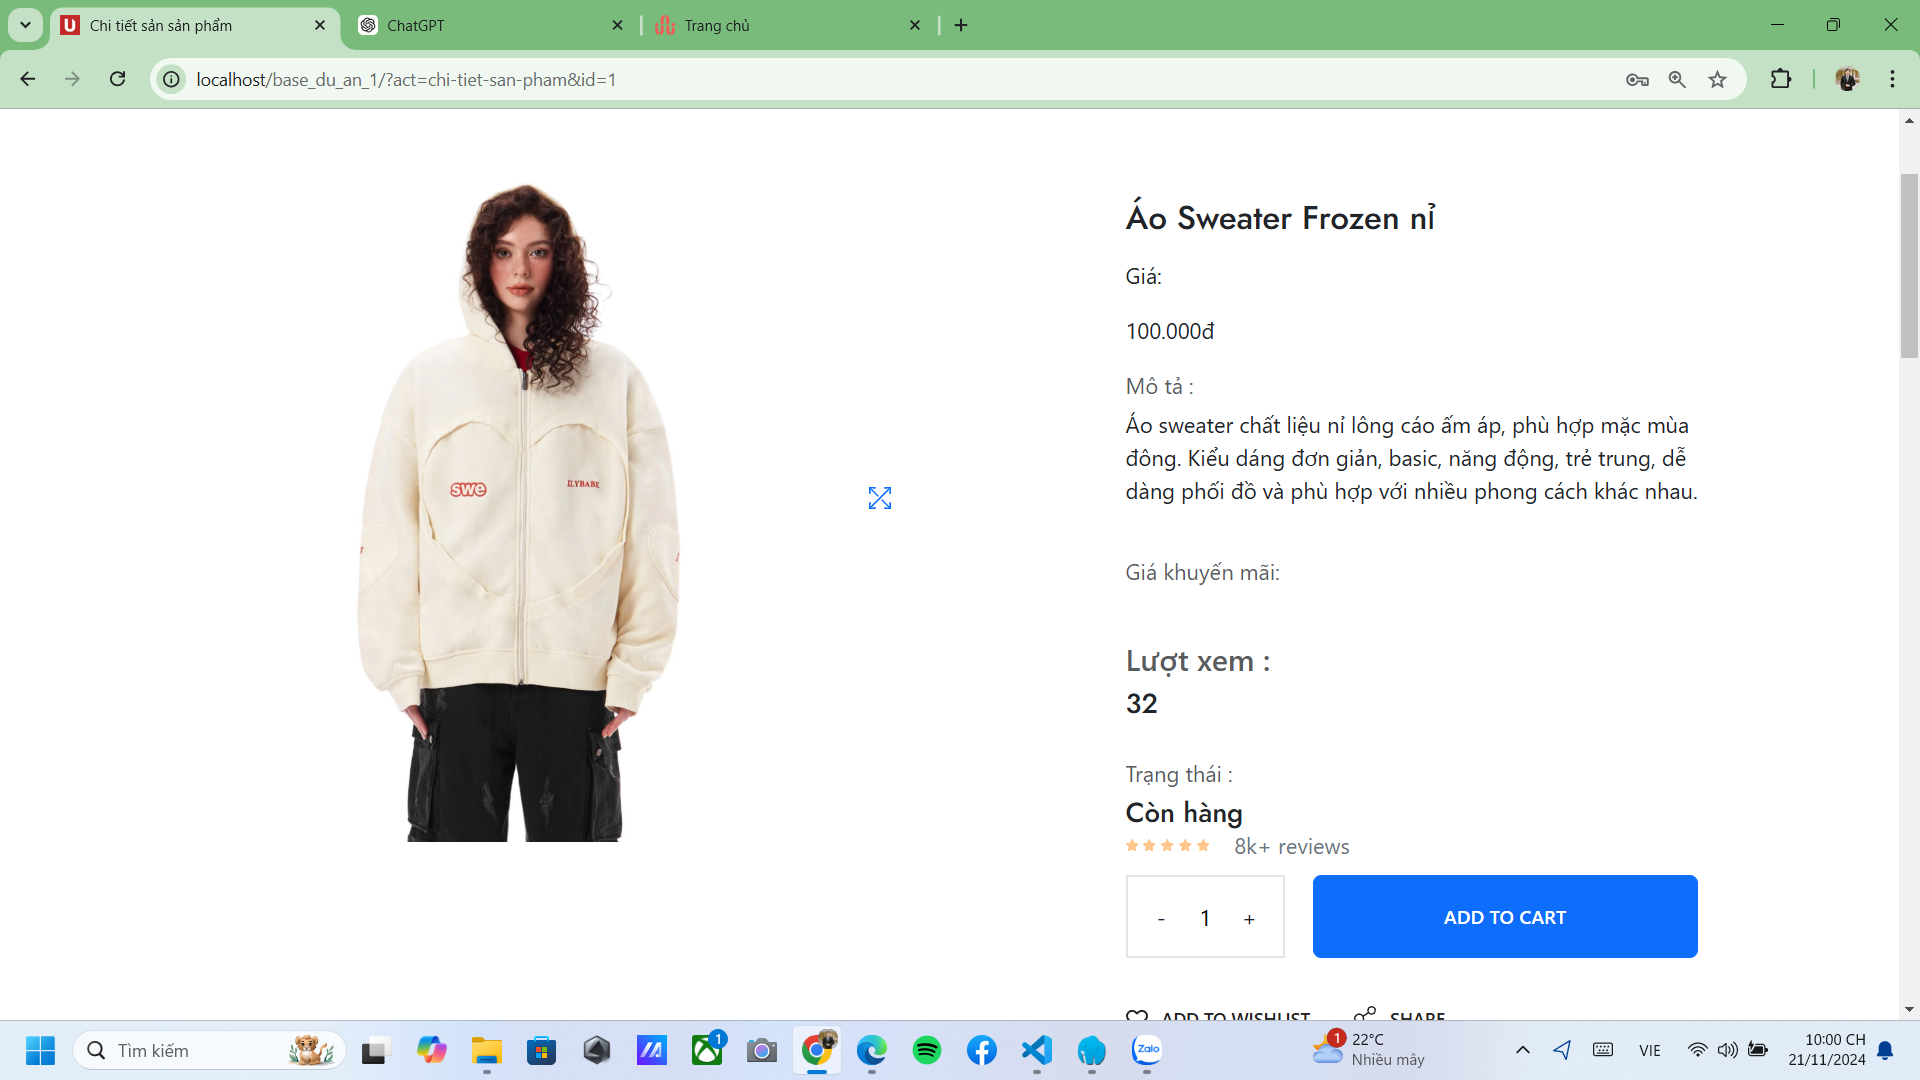 Chi tiết sản sản phẩm
ChatGPT
Trang chủ
localhost/base_du_an_1/?act=chi-tiet-san-pham&id=1
Áo Sweater Frozen nỉ
Giá:
100.000đ
Mô tả :
Áo sweater chất liệu nỉ lông cáo ấm áp, phù hợp mặc mùa
đông. Kiểu dáng đơn giản, basic, năng động, trẻ trung, dễ
dàng phối đồ và phù hợp với nhiều phong cách khác nhau.
swe
ILYBABE
Giá khuyến mãi:
Lượt xem :
32
Trạng thái :
Còn hàng
8k+ reviews
- 1 +
ADD TO CART
ADD TO WISHLIST
SHARE
Tìm kiếm
1
Zalo
1
22°C
Nhiều mây
VIE
10:00 CH
21/11/2024